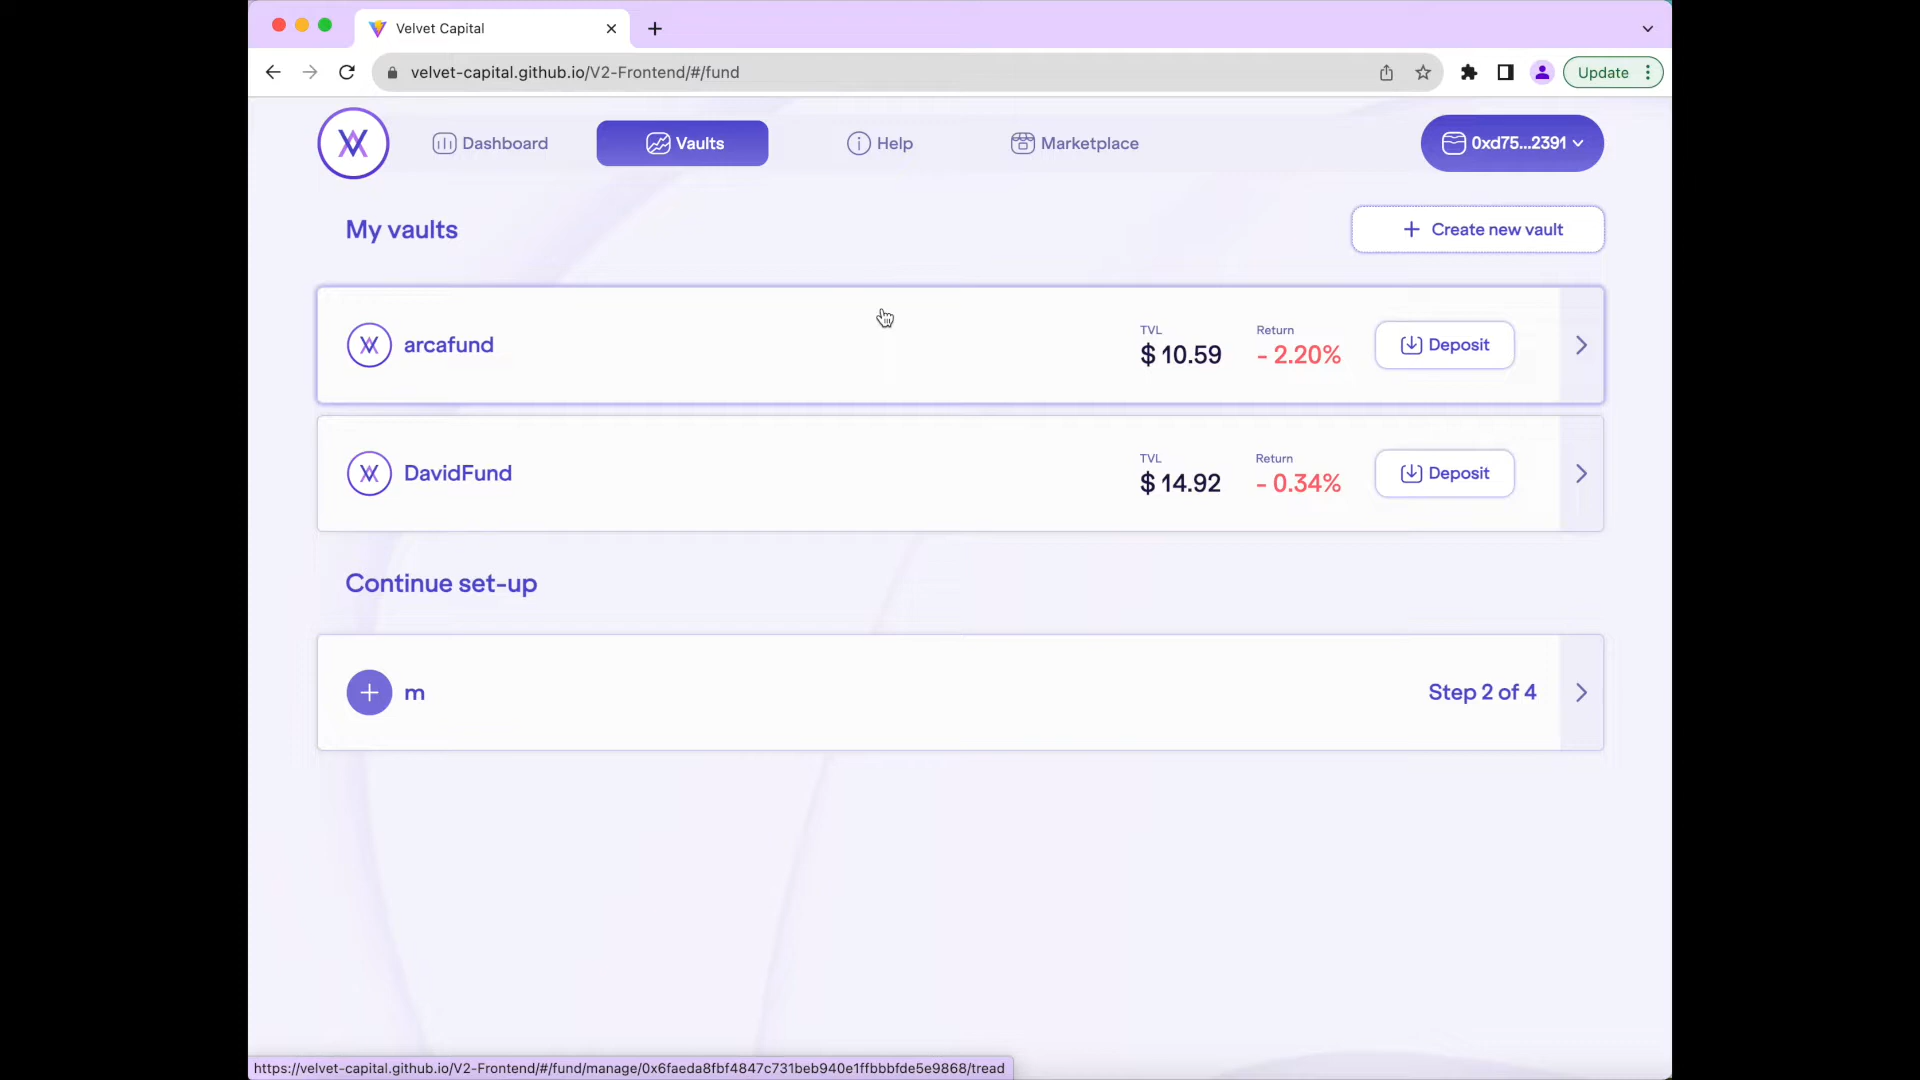 Velvet Capital
velvet-capital.github.io/V2-Frontend/#/fund
Update
Dashboard
Vaults
Help
Marketplace
0xd75...2391
My vaults
Create new vault
arcafund
TVL
$ 10.59
Return
- 2.20%
Deposit
DavidFund
TVL
$ 14.92
Return
- 0.34%
Deposit
Continue set-up
m
Step 2 of 4
https://velvet-capital.github.io/V2-Frontend/#/fund/manage/0x6faeda8fbf4847c731beb940e1ffbbbfde5e9868/tread